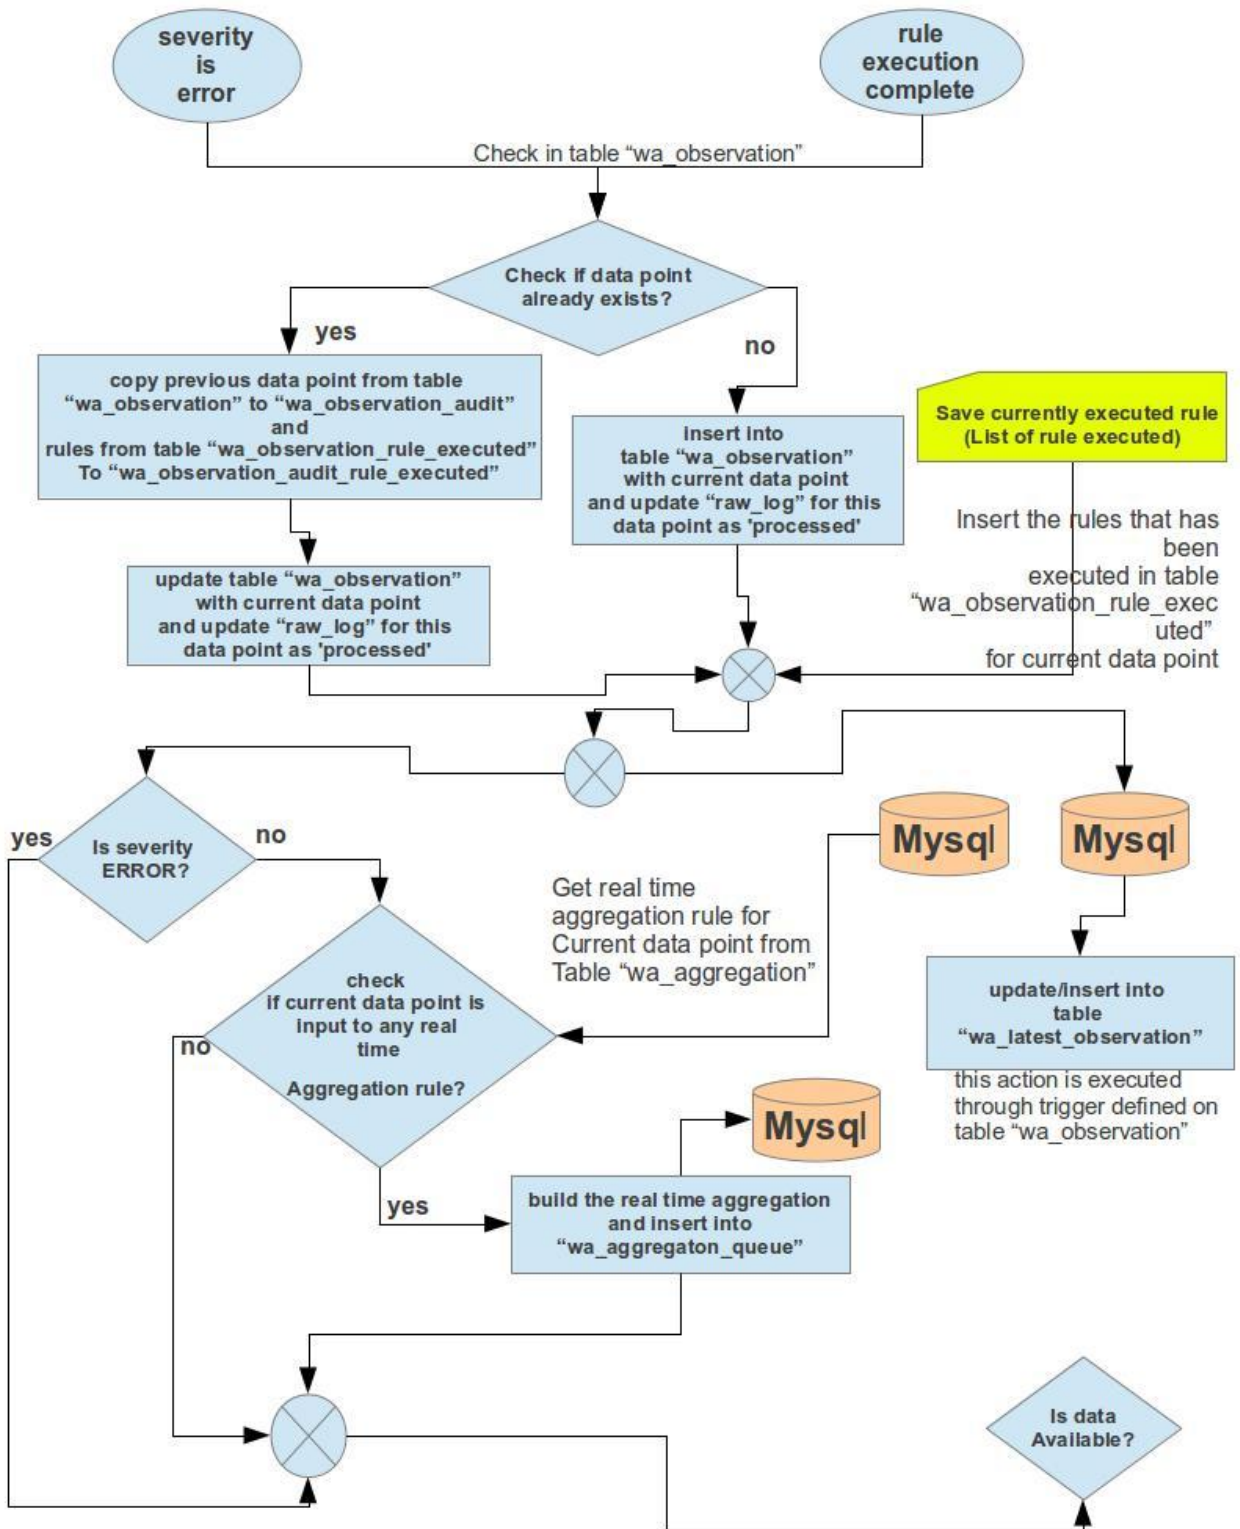 severity
is
error
rule
execution
complete
Check in table “wa_observation”
Check if data point
already exists?
yes
no
copy previous data point from table
“wa_observation” to “wa_observation_audit”
and
rules from table “wa_observation_rule_executed”
To “wa_observation_audit_rule_executed”
insert into
table “wa_observation”
with current data point
and update “raw_log” for this
data point as 'processed'
Save currently executed rule
(List of rule executed)
Insert the rules that has
been
executed in table
“wa_observation_rule_exec
uted”
for current data point
update table “wa_observation”
with current data point
and update “raw_log” for this
data point as 'processed'
yes
Is severity
ERROR?
no
Mysql
Mysql
Get real time
aggregation rule for
Current data point from
Table “wa_aggregation”
check
if current data point is
input to any real
time
Aggregation rule?
no
update/insert into
table
“wa_latest_observation”
this action is executed
through trigger defined on
table “wa_observation”
Mysql
yes
build the real time aggregation
and insert into
“wa_aggregaton_queue”
Is data
Available?